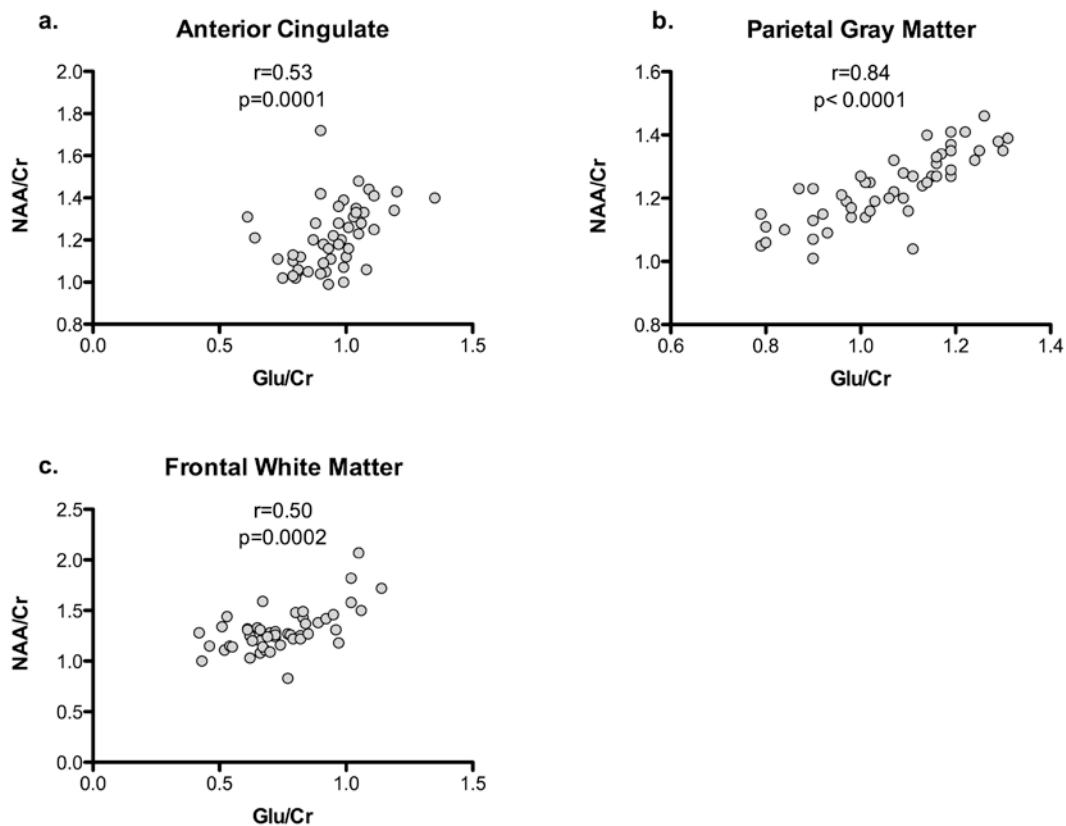 a.
Anterior Cingulate
r=0.53
p=0.0001
NAA/Cr
2.0
1.8
1.6
1.4
1.2
1.0
0.8
0.0 0.5 1.0 1.5
Glu/Cr
b.
Parietal Gray Matter
r=0.84
p< 0.0001
NAA/Cr
1.6
1.4
1.2
1.0
0.8
0.6 0.8 1.0 1.2 1.4
Glu/Cr
c.
Frontal White Matter
r=0.50
p=0.0002
NAA/Cr
2.5
2.0
1.5
1.0
0.5
0.0
0.0 0.5 1.0 1.5
Glu/Cr